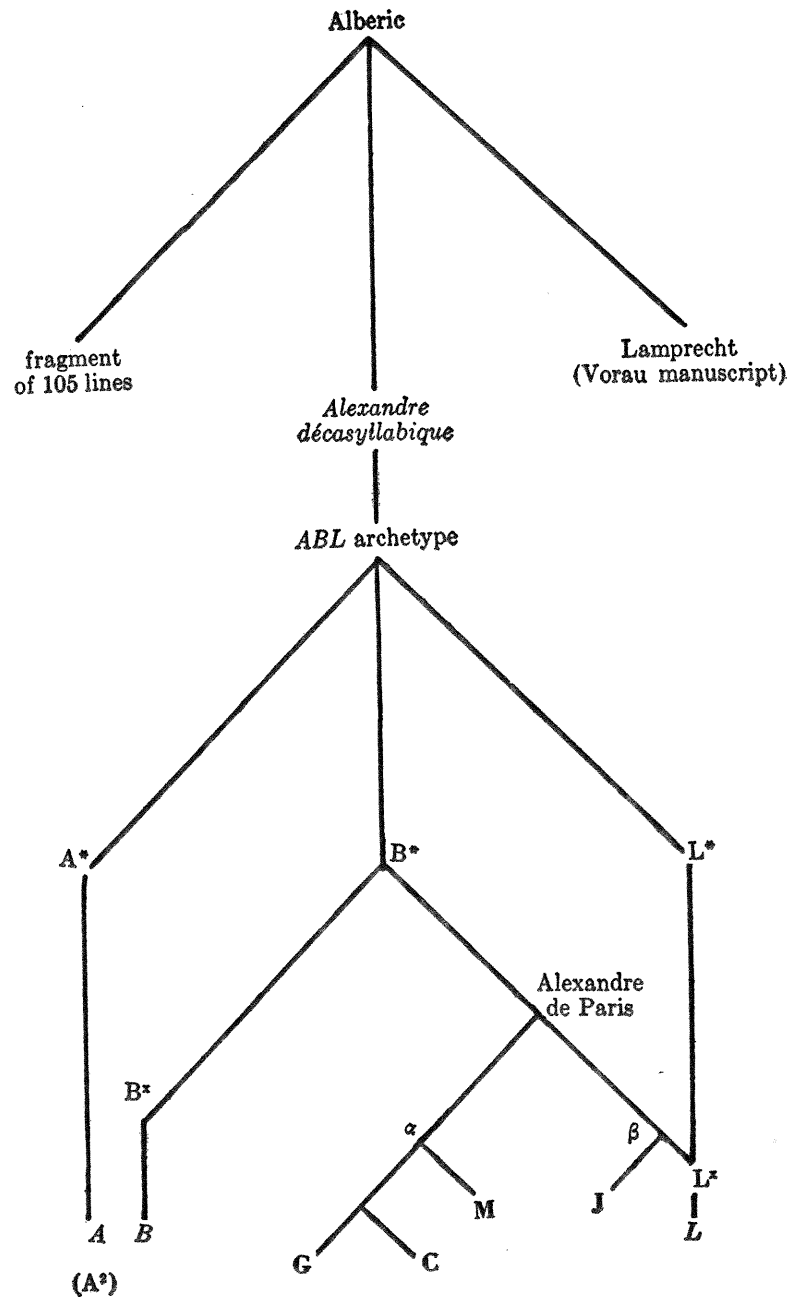 Alberic
fragment
of 105 lines
Lamprecht
(Vorau manuscript)
Alexandre
décasyllabique
ABL archetype
A*
B*
L*
Alexandre
de Paris
Bˣ
α
β
M
J
Lˣ
A
B
L
G
C
(A²)